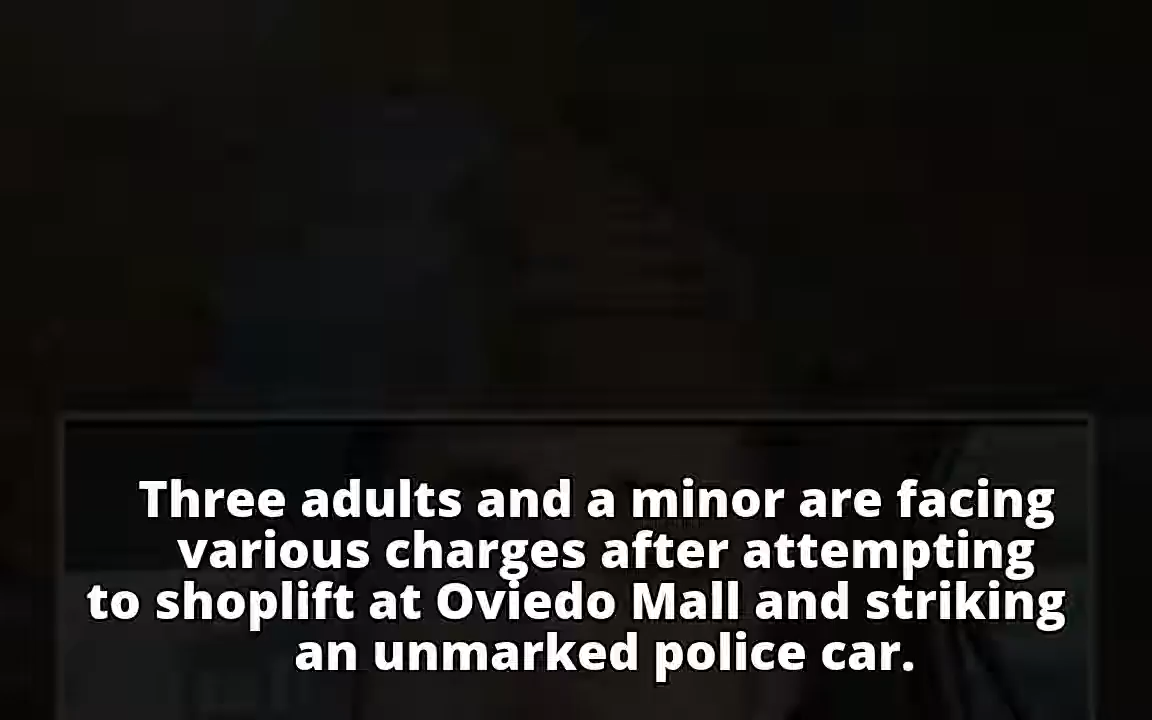 Three adults and a minor are facing
various charges after attempting
to shoplift at Oviedo Mall and striking
an unmarked police car.